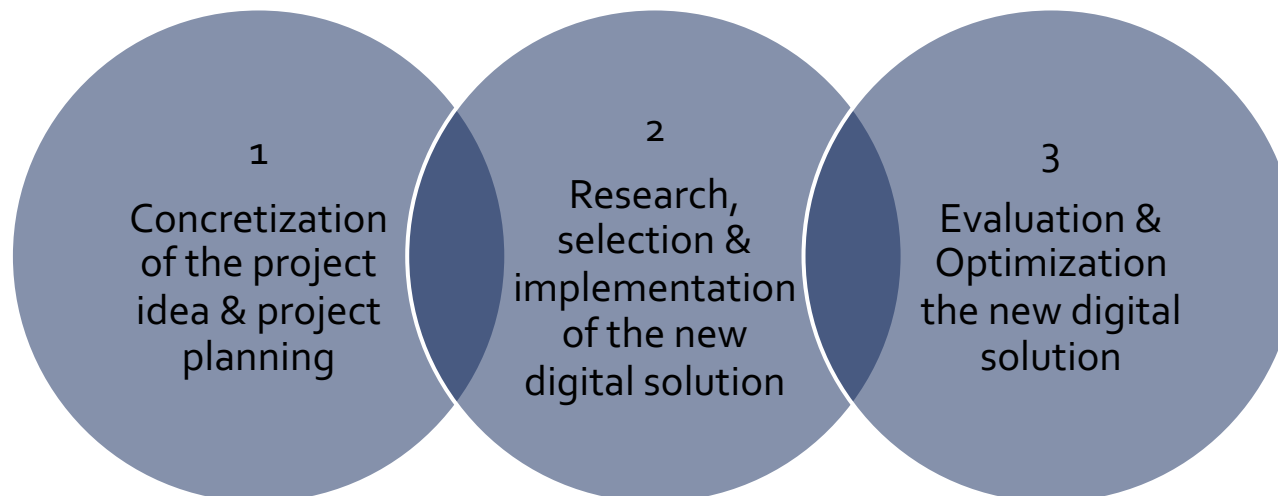 1
Concretization
of the project
idea & project
planning
2
Research,
selection &
implementation
of the new
digital solution
3
Evaluation &
Optimization
the new digital
solution